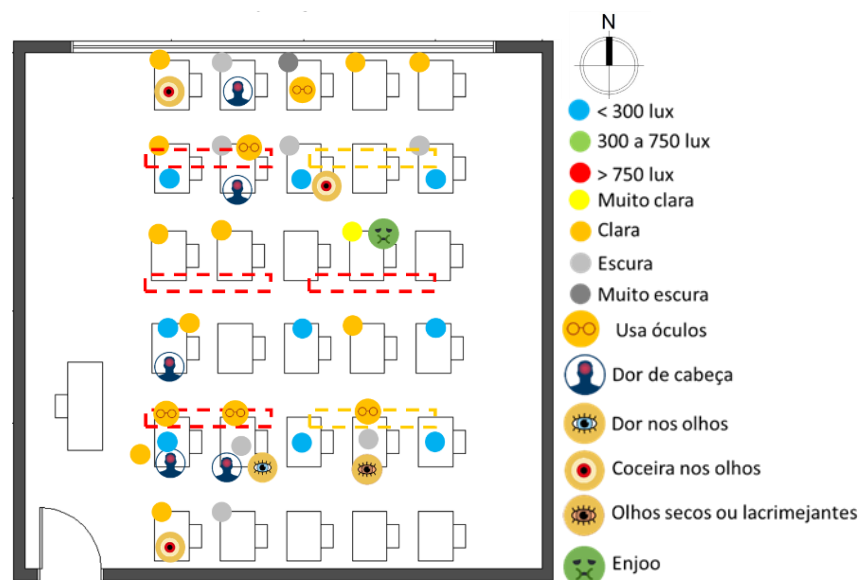 N
< 300 lux
300 a 750 lux
> 750 lux
Muito clara
Clara
Escura
Muito escura
Usa óculos
Dor de cabeça
Dor nos olhos
Coceira nos olhos
Olhos secos ou lacrimejantes
Enjoo